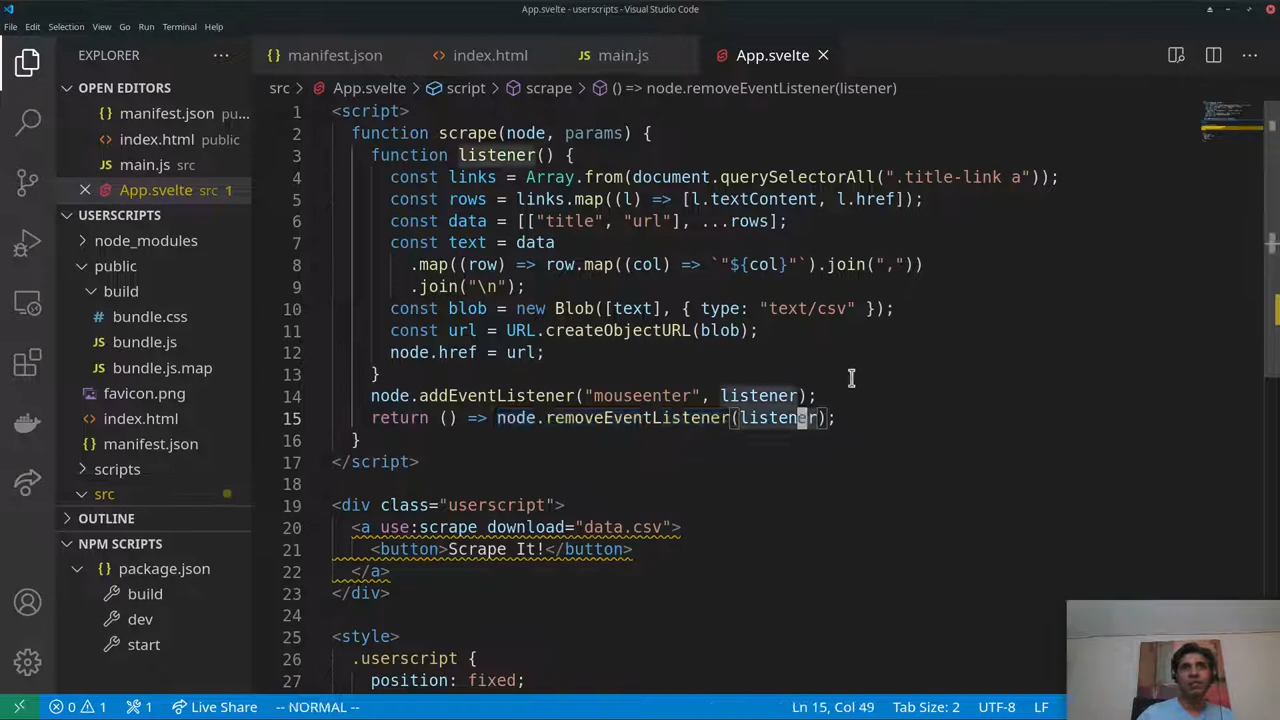 App.svelte - userscripts - Visual Studio Code
File Edit Selection View Go Run Terminal Help
EXPLORER
manifest.json
index.html
main.js
App.svelte
src > App.svelte > script > scrape > () => node.removeEventListener(listener)
OPEN EDITORS
manifest.json pu...
index.html public
main.js src
App.svelte src 1
USERSCRIPTS
node_modules
public
build
bundle.css
bundle.js
bundle.js.map
favicon.png
index.html
manifest.json
scripts
src
OUTLINE
NPM SCRIPTS
package.json
build
dev
start
1 <script>
2 function scrape(node, params) {
3 function listener() {
4 const links = Array.from(document.querySelectorAll(".title-link a"));
5 const rows = links.map((l) => [l.textContent, l.href]);
6 const data = [["title", "url"], ...rows];
7 const text = data
8 .map((row) => row.map((col) => `"${col}"`).join(","))
9 .join("\n");
10 const blob = new Blob([text], { type: "text/csv" });
11 const url = URL.createObjectURL(blob);
12 node.href = url;
13 }
14 node.addEventListener("mouseenter", listener);
15 return () => node.removeEventListener(listener);
16 }
17 </script>
18
19 <div class="userscript">
20 <a use:scrape download="data.csv">
21 <button>Scrape It!</button>
22 </a>
23 </div>
24
25 <style>
26 .userscript {
27 position: fixed;
0 1 1 Live Share -- NORMAL -- Ln 15, Col 49 Tab Size: 2 UTF-8 LF